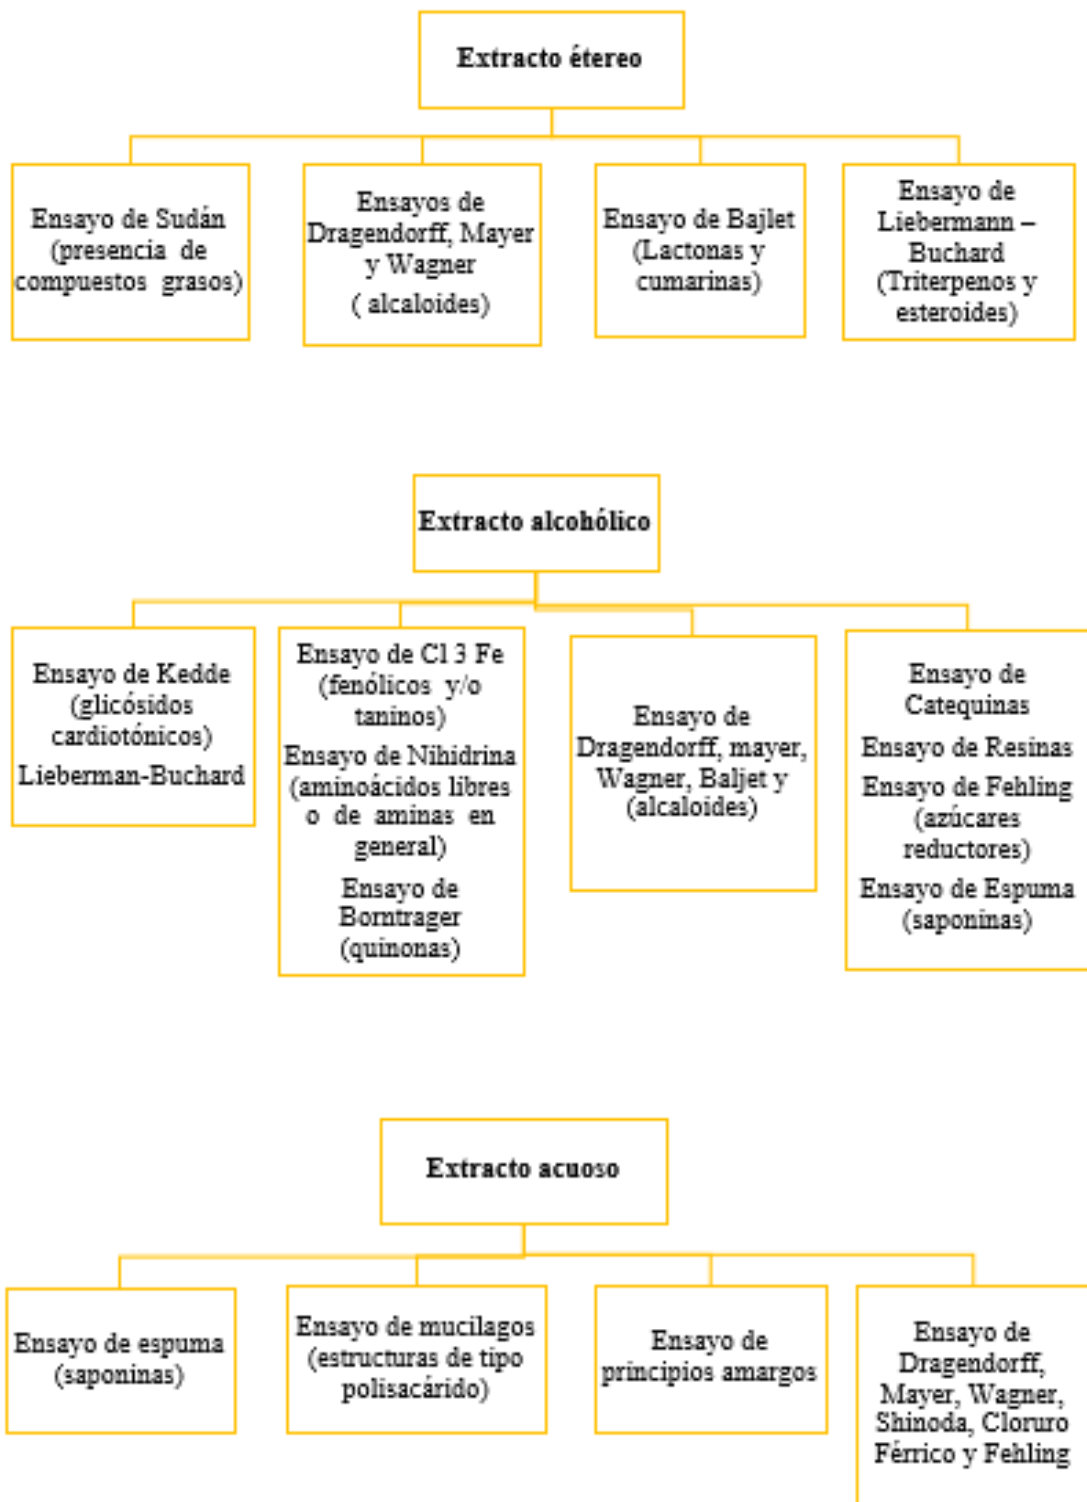 Extracto étereo
Ensayo de Sudán
(presencia de
compuestos grasos)
Ensayos de
Dragendorff, Mayer
y Wagner
( alcaloides)
Ensayo de Bajlet
(Lactonas y
cumarinas)
Ensayo de
Liebermann –
Buchard
(Triterpenos y
esteroides)
Extracto alcohólico
Ensayo de Kedde
(glicósidos
cardiotónicos)
Lieberman-Buchard
Ensayo de Cl 3 Fe
(fenólicos y/o
taninos)
Ensayo de Nihidrina
(aminoácidos libres
o de aminas en
general)
Ensayo de
Borntrager
(quinonas)
Ensayo de
Dragendorff, mayer,
Wagner, Baljet y
(alcaloides)
Ensayo de
Catequinas
Ensayo de Resinas
Ensayo de Fehling
(azúcares
reductores)
Ensayo de Espuma
(saponinas)
Extracto acuoso
Ensayo de espuma
(saponinas)
Ensayo de mucilagos
(estructuras de tipo
polisacárido)
Ensayo de
principios amargos
Ensayo de
Dragendorff,
Mayer, Wagner,
Shinoda, Cloruro
Férrico y Fehling